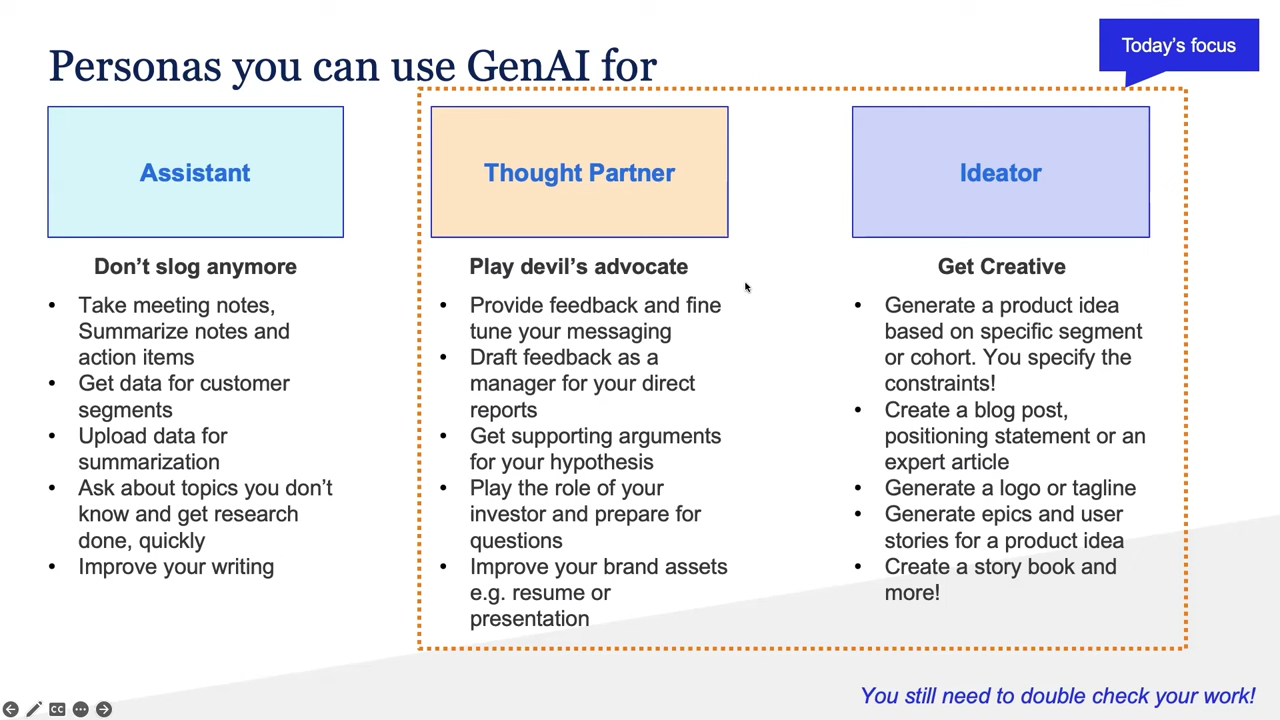 Today's focus
Personas you can use GenAI for
Assistant
Don't slog anymore
• Take meeting notes,
Summarize notes and
action items
• Get data for customer
segments
• Upload data for
summarization
• Ask about topics you don't
know and get research
done, quickly
• Improve your writing
Thought Partner
Play devil's advocate
• Provide feedback and fine
tune your messaging
• Draft feedback as a
manager for your direct
reports
• Get supporting arguments
for your hypothesis
• Play the role of your
investor and prepare for
questions
• Improve your brand assets
e.g. resume or
presentation
Ideator
Get Creative
• Generate a product idea
based on specific segment
or cohort. You specify the
constraints!
• Create a blog post,
positioning statement or an
expert article
• Generate a logo or tagline
• Generate epics and user
stories for a product idea
• Create a story book and
more!
You still need to double check your work!
CC